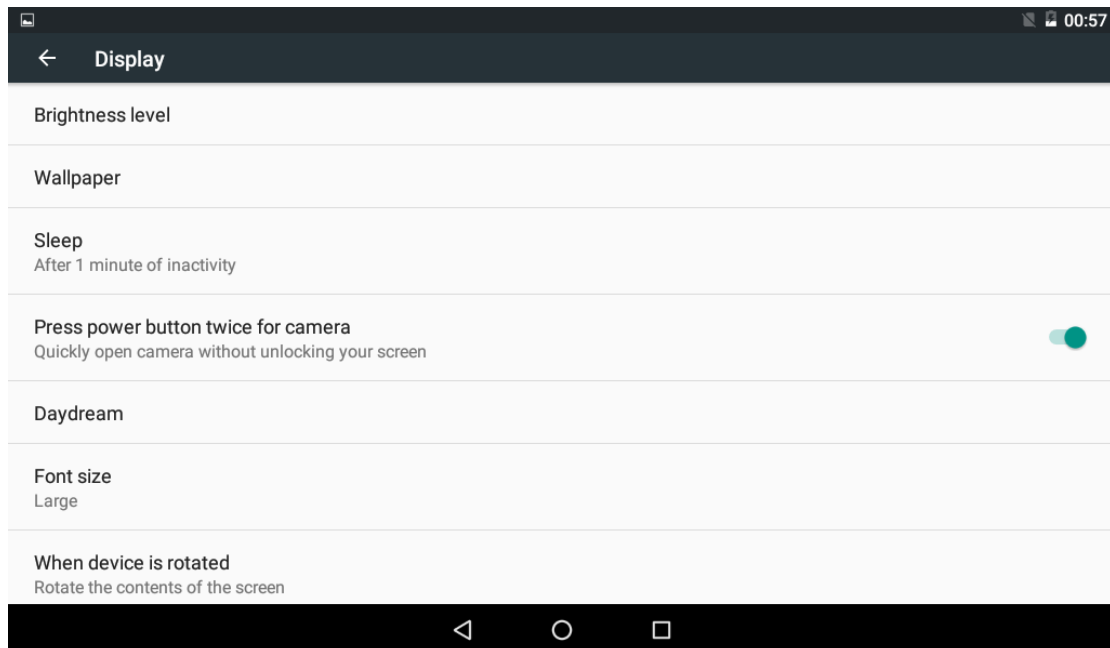 00:57
Display
Brightness level
Wallpaper
Sleep
After 1 minute of inactivity
Press power button twice for camera
Quickly open camera without unlocking your screen
Daydream
Font size
Large
When device is rotated
Rotate the contents of the screen